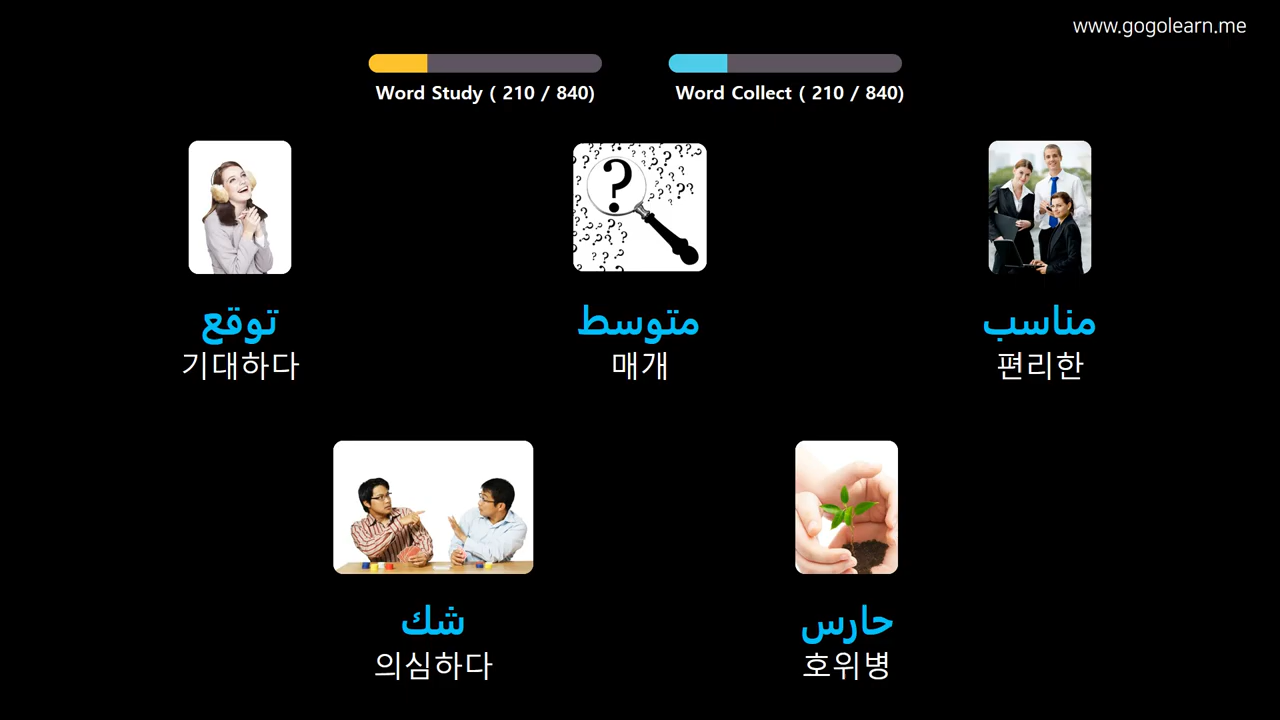 www.gogolearn.me
Word Study ( 210 / 840)
Word Collect ( 210 / 840)
توقع
기대하다
متوسط
매개
مناسب
편리한
شك
의심하다
حارس
호위병